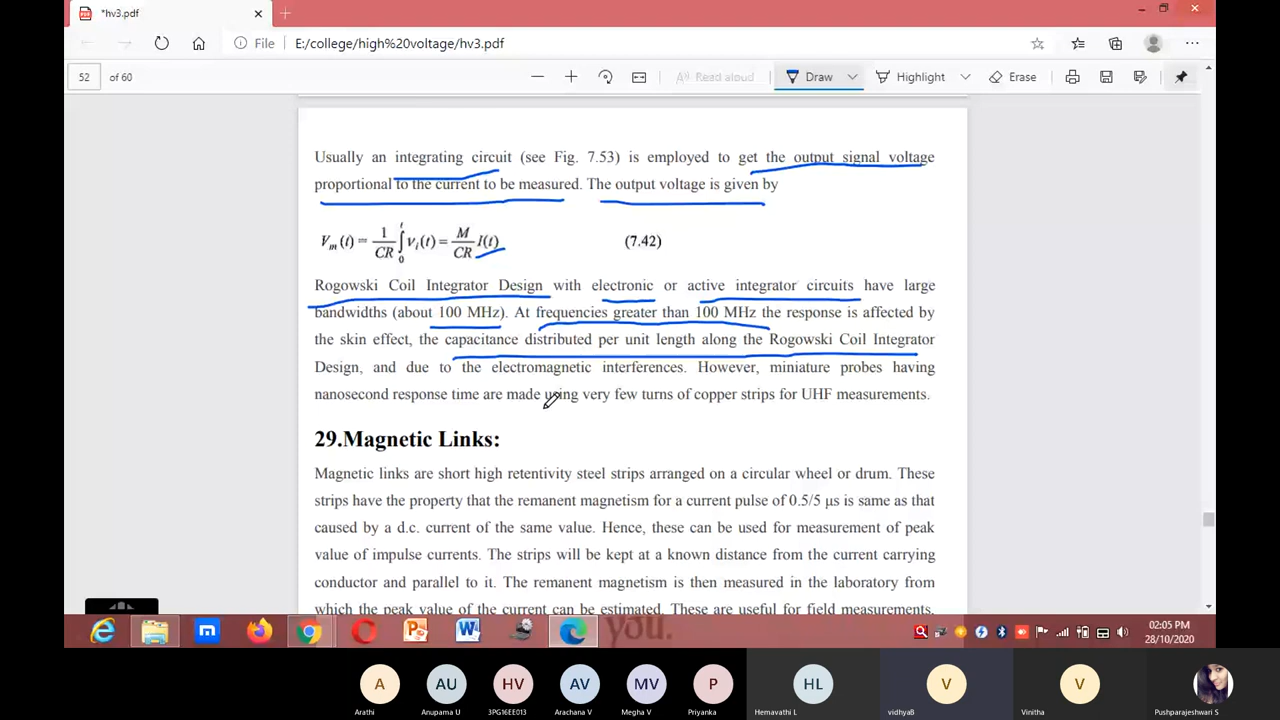 *hv3.pdf
File E:/college/high%20voltage/hv3.pdf
52 of 60 Read aloud Draw Highlight Erase
Usually an integrating circuit (see Fig. 7.53) is employed to get the output signal voltage
proportional to the current to be measured. The output voltage is given by
V_m (t) = 1/CR ∫₀ᵗ v_i(t) = M/CR I(t) (7.42)
Rogowski Coil Integrator Design with electronic or active integrator circuits have large
bandwidths (about 100 MHz). At frequencies greater than 100 MHz the response is affected by
the skin effect, the capacitance distributed per unit length along the Rogowski Coil Integrator
Design, and due to the electromagnetic interferences. However, miniature probes having
nanosecond response time are made using very few turns of copper strips for UHF measurements.
29.Magnetic Links:
Magnetic links are short high retentivity steel strips arranged on a circular wheel or drum. These
strips have the property that the remanent magnetism for a current pulse of 0.5/5 μs is same as that
caused by a d.c. current of the same value. Hence, these can be used for measurement of peak
value of impulse currents. The strips will be kept at a known distance from the current carrying
conductor and parallel to it. The remanent magnetism is then measured in the laboratory from
which the peak value of the current can be estimated. These are useful for field measurements,
you.
02:05 PM
28/10/2020
A AU HV AV MV P HL V V
Arathi Anupama U 3PG16EE013 Arachana V Megha V Priyanka Hemavathi L vidhyaB Vinitha Pushparajeshwari S